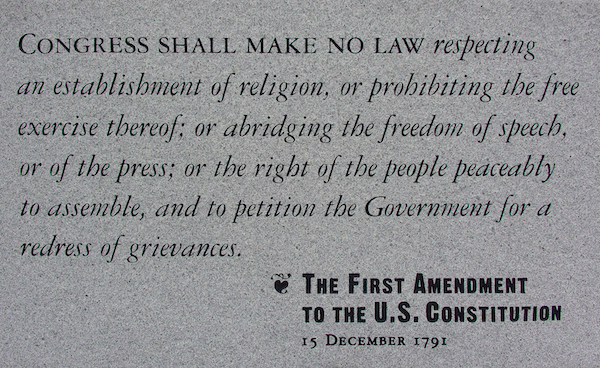 CONGRESS SHALL MAKE NO LAW respecting
an establishment of religion, or prohibiting the free
exercise thereof; or abridging the freedom of speech,
or of the press; or the right of the people peaceably
to assemble, and to petition the Government for a
redress of grievances.
THE FIRST AMENDMENT
TO THE U.S. CONSTITUTION
15 DECEMBER 1791